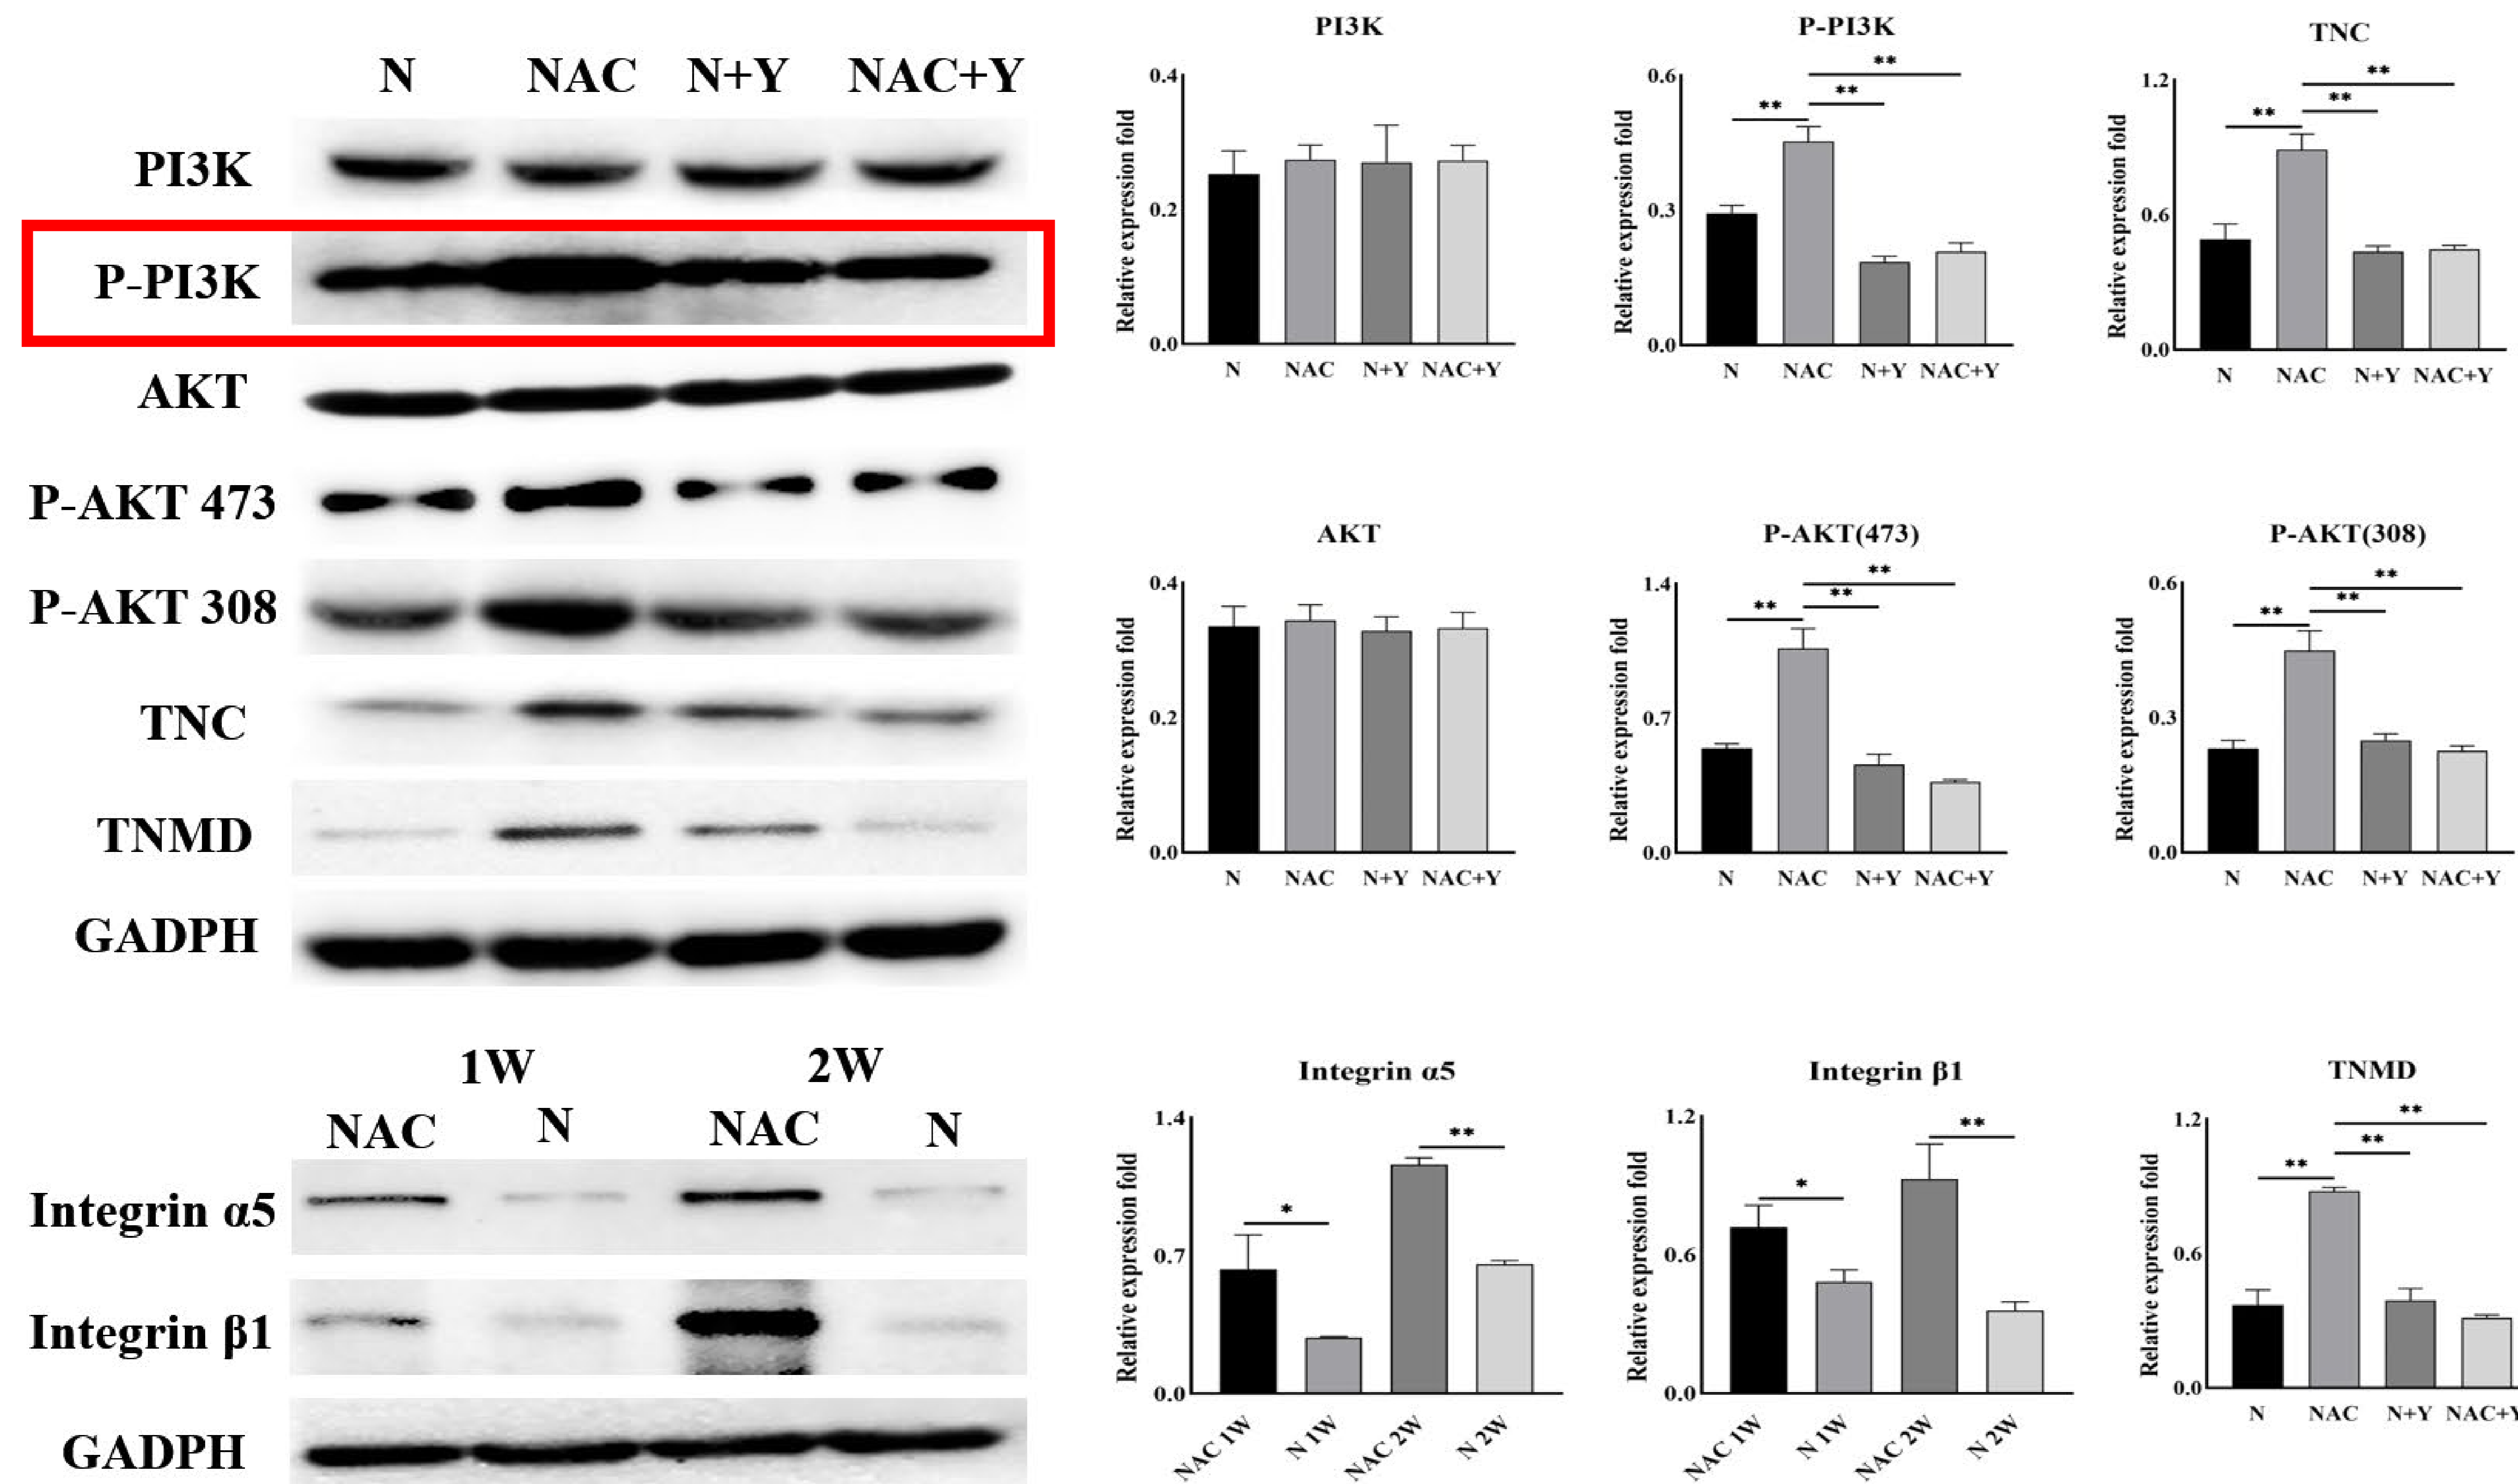 N NAC N+Y NAC+Y
PI3K
P-PI3K
AKT
P-AKT 473
P-AKT 308
TNC
TNMD
GADPH
1W 2W
NAC N NAC N
Integrin α5
Integrin β1
GADPH
PI3K
Relative expression fold
0.4
0.2
0.0
N NAC N+Y NAC+Y
P-PI3K
Relative expression fold
0.6
0.3
0.0
** ** **
N NAC N+Y NAC+Y
TNC
Relative expression fold
1.2
0.6
0.0
** ** **
N NAC N+Y NAC+Y
AKT
Relative expression fold
0.4
0.2
0.0
N NAC N+Y NAC+Y
P-AKT(473)
Relative expression fold
1.4
0.7
0.0
** ** **
N NAC N+Y NAC+Y
P-AKT(308)
Relative expression fold
0.6
0.3
0.0
** ** **
N NAC N+Y NAC+Y
Integrin α5
Relative expression fold
1.4
0.7
0.0
* **
NAC 1W N 1W NAC 2W N 2W
Integrin β1
Relative expression fold
1.2
0.6
0.0
* **
NAC 1W N 1W NAC 2W N 2W
TNMD
Relative expression fold
1.2
0.6
0.0
** ** **
N NAC N+Y NAC+Y